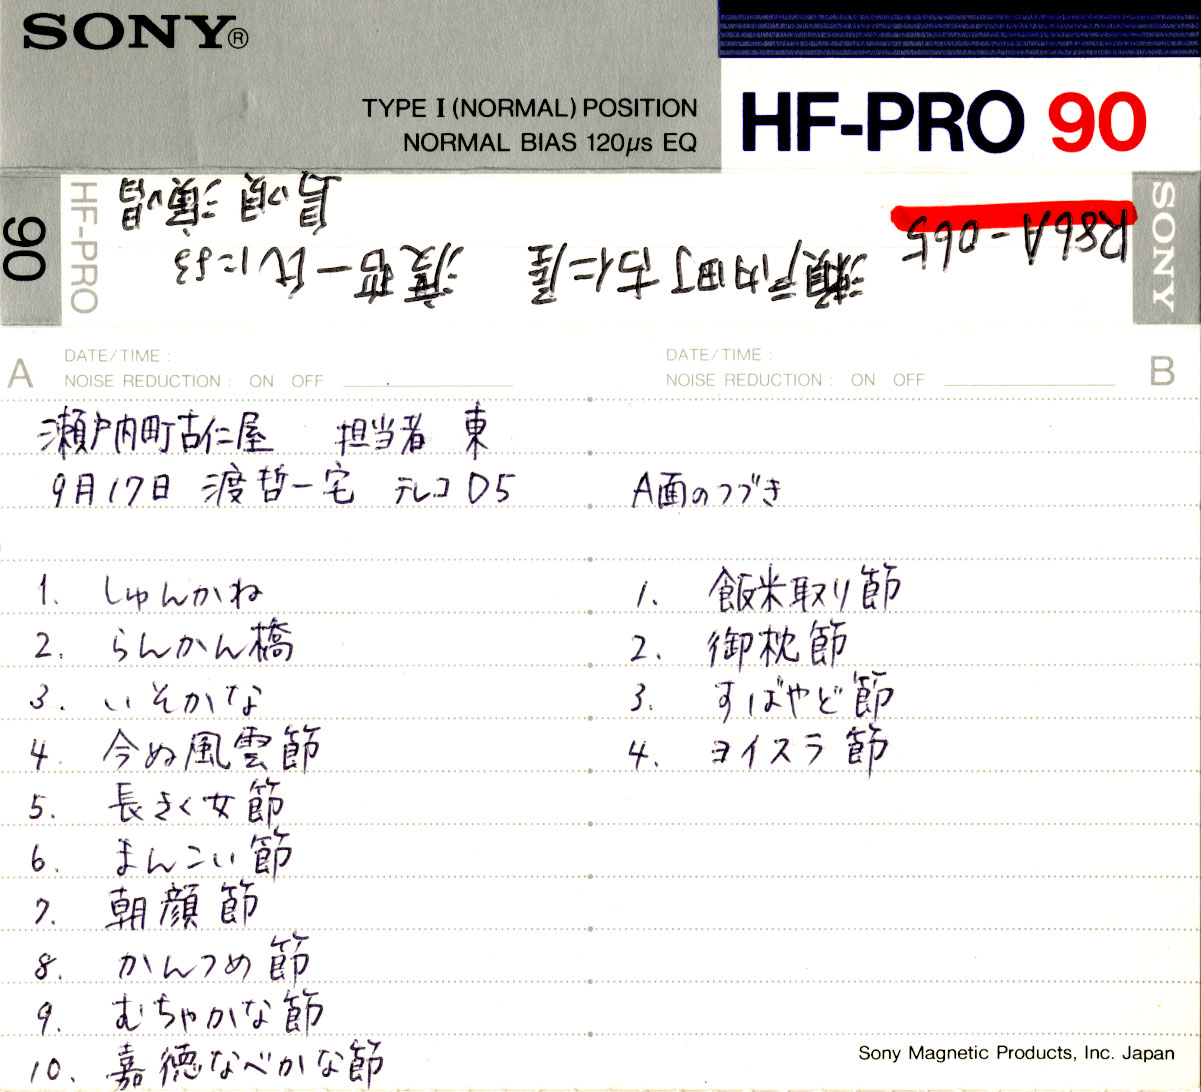 SONY®
TYPE I (NORMAL) POSITION
NORMAL BIAS 120μs EQ
HF-PRO 90
90
HF-PRO
R86A-065
瀬戸内町古仁屋 渡哲一氏による
島唄演唱
SONY
A
DATE/TIME :
NOISE REDUCTION : ON OFF
DATE/TIME :
NOISE REDUCTION : ON OFF
B
瀬戸内町古仁屋 担当者 東
9月17日 渡哲一宅 テレコ D5
1. しゅんかね
2. らんかん橋
3. いそかな
4. 今ぬ風雲節
5. 長きく女節
6. まんこい節
7. 朝顔節
8. かんつめ節
9. むちゃかな節
10. 嘉徳なべかな節
A面のつづき
1. 飯米取り節
2. 御枕節
3. すばやど節
4. ヨイスラ節
Sony Magnetic Products, Inc. Japan